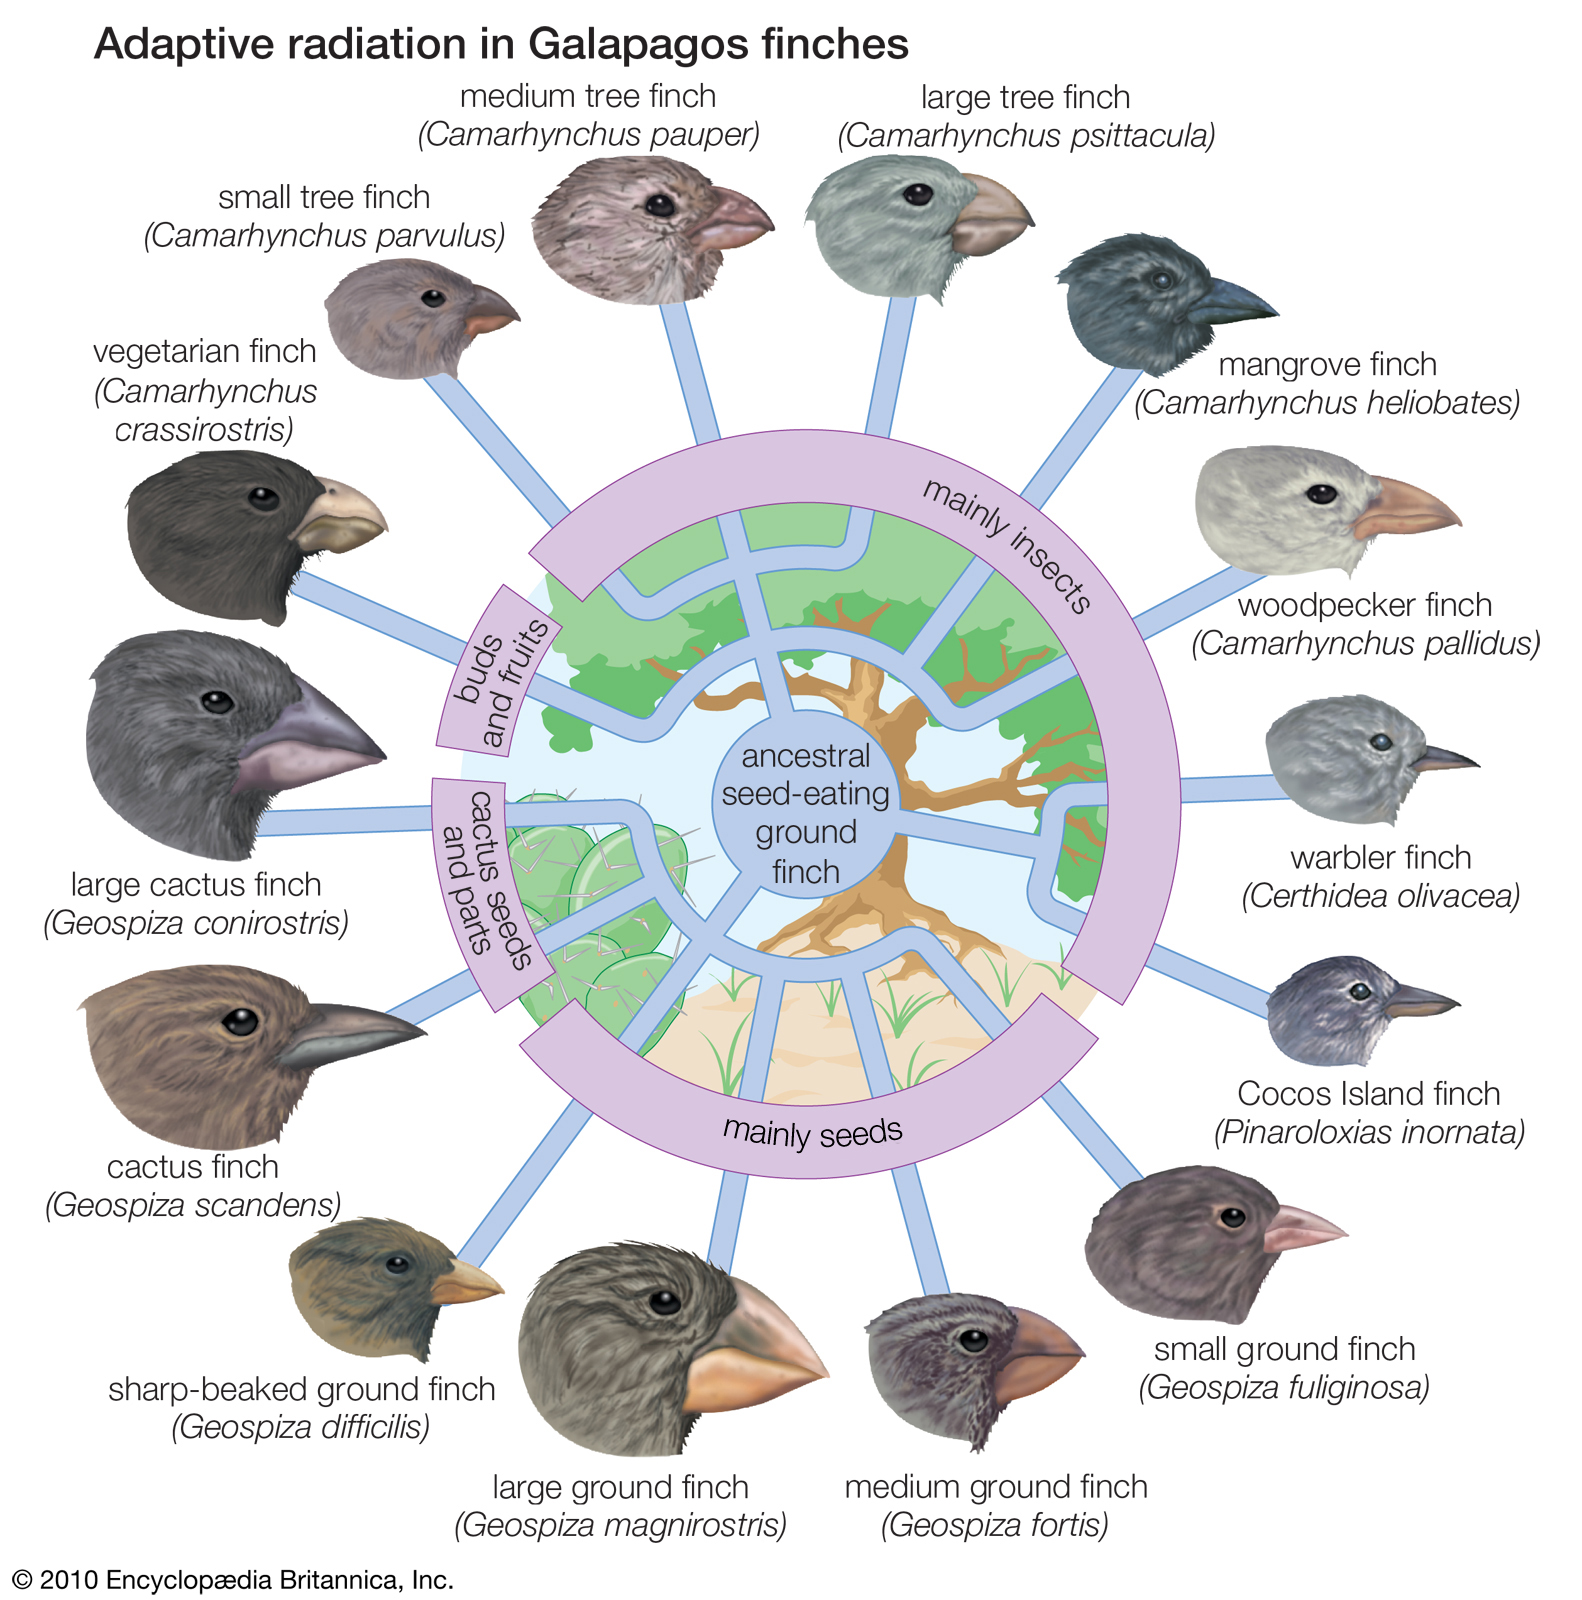 Adaptive radiation in Galapagos finches
medium tree finch
(Camarhynchus pauper)
large tree finch
(Camarhynchus psittacula)
small tree finch
(Camarhynchus parvulus)
mangrove finch
(Camarhynchus heliobates)
vegetarian finch
(Camarhynchus
crassirostris)
woodpecker finch
(Camarhynchus pallidus)
mainly insects
buds
and fruits
cactus seeds
and parts
mainly seeds
ancestral
seed-eating
ground
finch
large cactus finch
(Geospiza conirostris)
warbler finch
(Certhidea olivacea)
cactus finch
(Geospiza scandens)
Cocos Island finch
(Pinaroloxias inornata)
sharp-beaked ground finch
(Geospiza difficilis)
large ground finch
(Geospiza magnirostris)
medium ground finch
(Geospiza fortis)
small ground finch
(Geospiza fuliginosa)
© 2010 Encyclopædia Britannica, Inc.